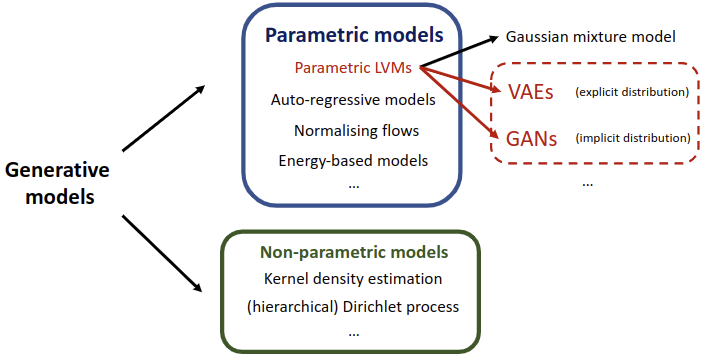 Generative
models
Parametric models
Parametric LVMs
Auto-regressive models
Normalising flows
Energy-based models
...
Gaussian mixture model
VAEs (explicit distribution)
GANs (implicit distribution)
...
Non-parametric models
Kernel density estimation
(hierarchical) Dirichlet process
...